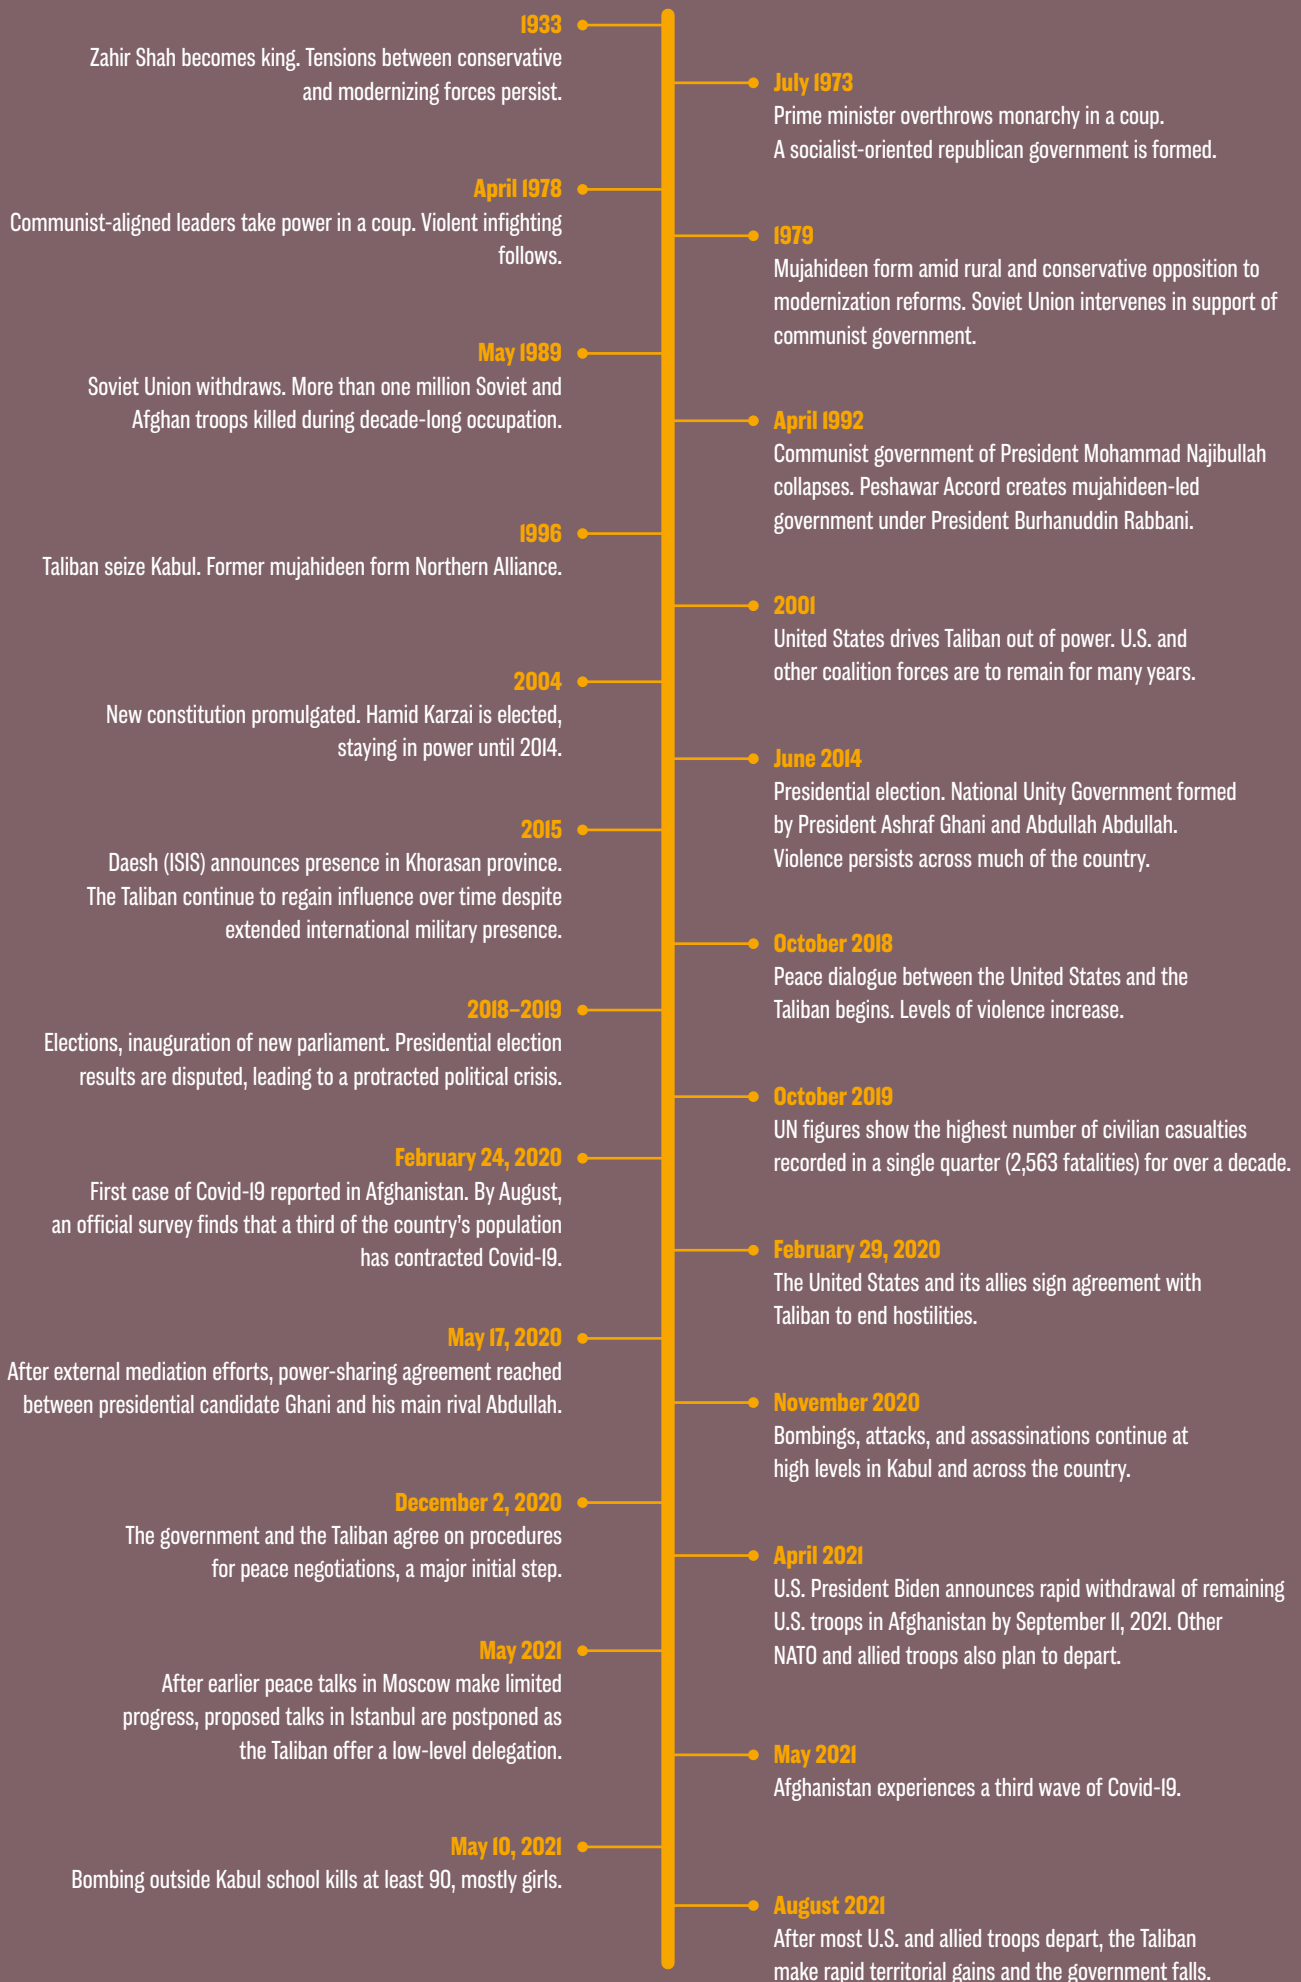 1933
Zahir Shah becomes king. Tensions between conservative
and modernizing forces persist.
July 1973
Prime minister overthrows monarchy in a coup.
A socialist-oriented republican government is formed.
April 1978
Communist-aligned leaders take power in a coup. Violent infighting
follows.
1979
Mujahideen form amid rural and conservative opposition to
modernization reforms. Soviet Union intervenes in support of
communist government.
May 1989
Soviet Union withdraws. More than one million Soviet and
Afghan troops killed during decade-long occupation.
April 1992
Communist government of President Mohammad Najibullah
collapses. Peshawar Accord creates mujahideen-led
government under President Burhanuddin Rabbani.
1996
Taliban seize Kabul. Former mujahideen form Northern Alliance.
2001
United States drives Taliban out of power. U.S. and
other coalition forces are to remain for many years.
2004
New constitution promulgated. Hamid Karzai is elected,
staying in power until 2014.
June 2014
Presidential election. National Unity Government formed
by President Ashraf Ghani and Abdullah Abdullah.
Violence persists across much of the country.
2015
Daesh (ISIS) announces presence in Khorasan province.
The Taliban continue to regain influence over time despite
extended international military presence.
October 2018
Peace dialogue between the United States and the
Taliban begins. Levels of violence increase.
2018–2019
Elections, inauguration of new parliament. Presidential election
results are disputed, leading to a protracted political crisis.
October 2019
UN figures show the highest number of civilian casualties
recorded in a single quarter (2,563 fatalities) for over a decade.
February 24, 2020
First case of Covid-19 reported in Afghanistan. By August,
an official survey finds that a third of the country’s population
has contracted Covid-19.
February 29, 2020
The United States and its allies sign agreement with
Taliban to end hostilities.
May 17, 2020
After external mediation efforts, power-sharing agreement reached
between presidential candidate Ghani and his main rival Abdullah.
November 2020
Bombings, attacks, and assassinations continue at
high levels in Kabul and across the country.
December 2, 2020
The government and the Taliban agree on procedures
for peace negotiations, a major initial step.
April 2021
U.S. President Biden announces rapid withdrawal of remaining
U.S. troops in Afghanistan by September 11, 2021. Other
NATO and allied troops also plan to depart.
May 2021
After earlier peace talks in Moscow make limited
progress, proposed talks in Istanbul are postponed as
the Taliban offer a low-level delegation.
May 2021
Afghanistan experiences a third wave of Covid-19.
May 10, 2021
Bombing outside Kabul school kills at least 90, mostly girls.
August 2021
After most U.S. and allied troops depart, the Taliban
make rapid territorial gains and the government falls.